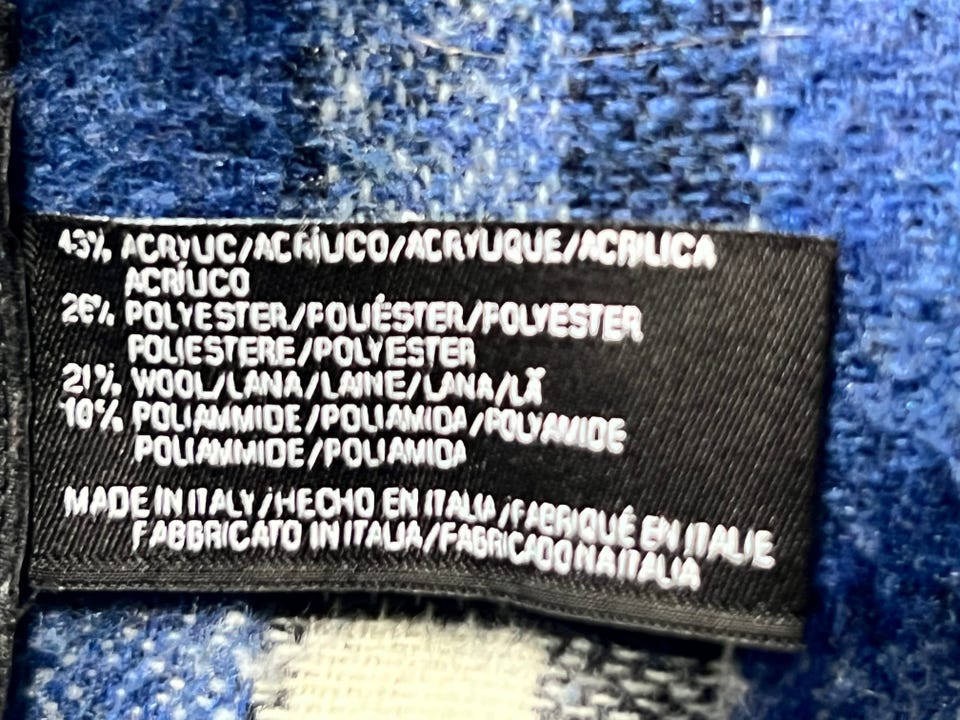 43% ACRYLIC/ACRÍLICO/ACRYLIQUE/ACRILICA
ACRÍLICO
26% POLYESTER/POLIÉSTER/POLYESTER
POLIESTERE/POLYESTER
21% WOOL/LANA/LAINE/LANA/LÃ
10% POLIAMMIDE/POLIAMIDA/POLYAMIDE
POLIAMMIDE/POLIAMIDA
MADE IN ITALY/HECHO EN ITALIA/FABRIQUÉ EN ITALIE
FABBRICATO IN ITALIA/FABRICADO NA ITALIA